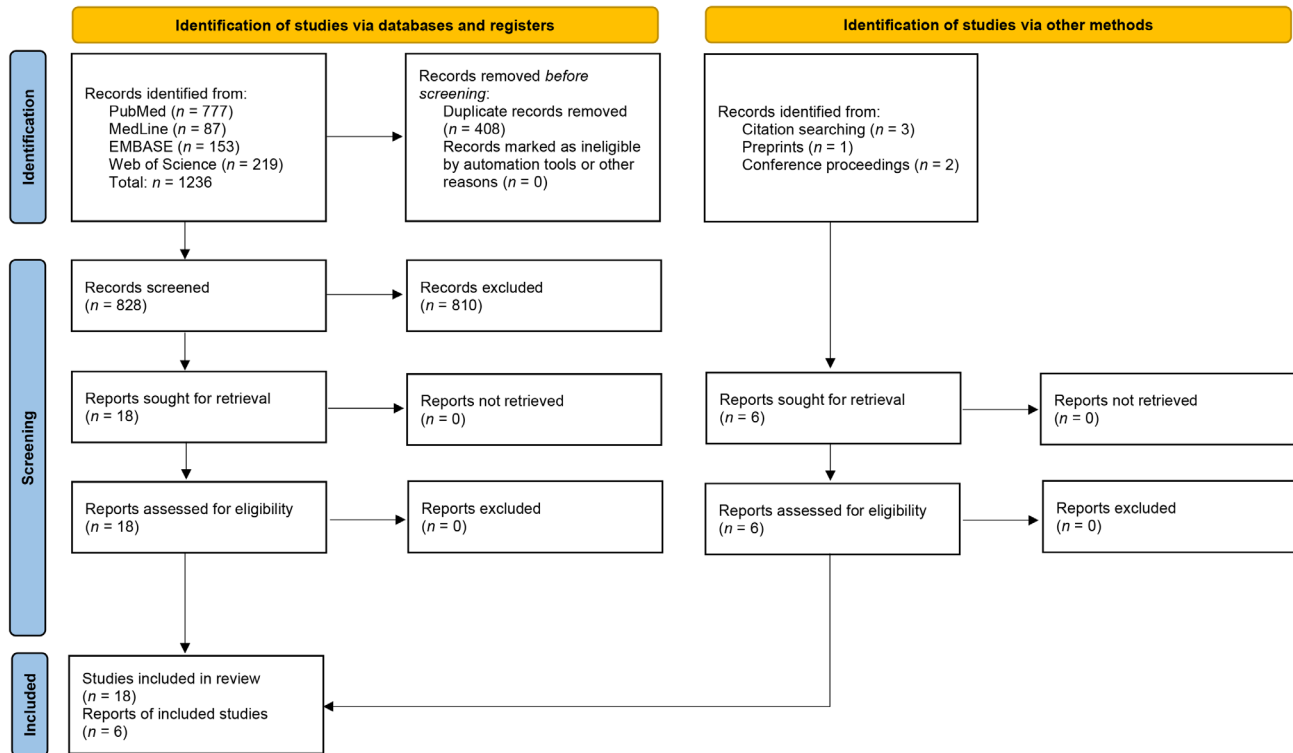 Identification of studies via databases and registers
Identification of studies via other methods
Identification
Records identified from:
PubMed (n = 777)
MedLine (n = 87)
EMBASE (n = 153)
Web of Science (n = 219)
Total: n = 1236
Records removed before
screening:
Duplicate records removed
(n = 408)
Records marked as ineligible
by automation tools or other
reasons (n = 0)
Records identified from:
Citation searching (n = 3)
Preprints (n = 1)
Conference proceedings (n = 2)
Screening
Records screened
(n = 828)
Records excluded
(n = 810)
Reports sought for retrieval
(n = 18)
Reports not retrieved
(n = 0)
Reports sought for retrieval
(n = 6)
Reports not retrieved
(n = 0)
Reports assessed for eligibility
(n = 18)
Reports excluded
(n = 0)
Reports assessed for eligibility
(n = 6)
Reports excluded
(n = 0)
Included
Studies included in review
(n = 18)
Reports of included studies
(n = 6)